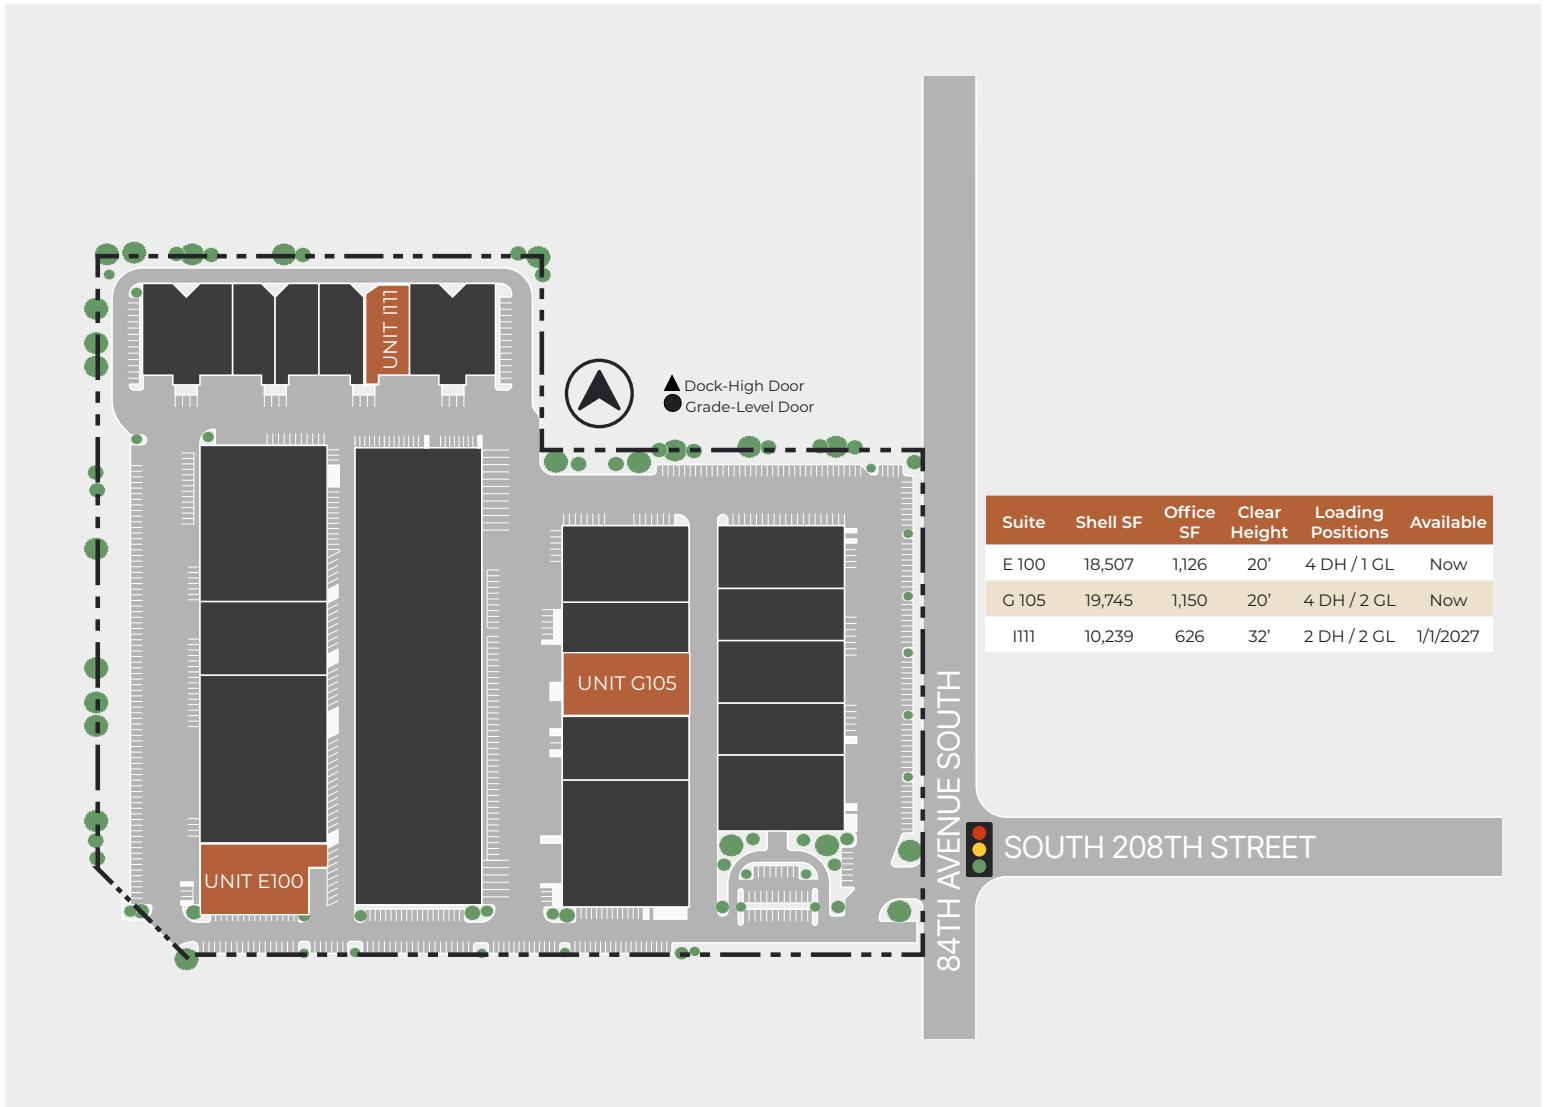 UNIT I111
Dock-High Door
Grade-Level Door
Suite Shell SF Office SF Clear Height Loading Positions Available
E 100 18,507 1,126 20’ 4 DH / 1 GL Now
G 105 19,745 1,150 20’ 4 DH / 2 GL Now
I111 10,239 626 32’ 2 DH / 2 GL 1/1/2027
UNIT G105
UNIT E100
84TH AVENUE SOUTH
SOUTH 208TH STREET